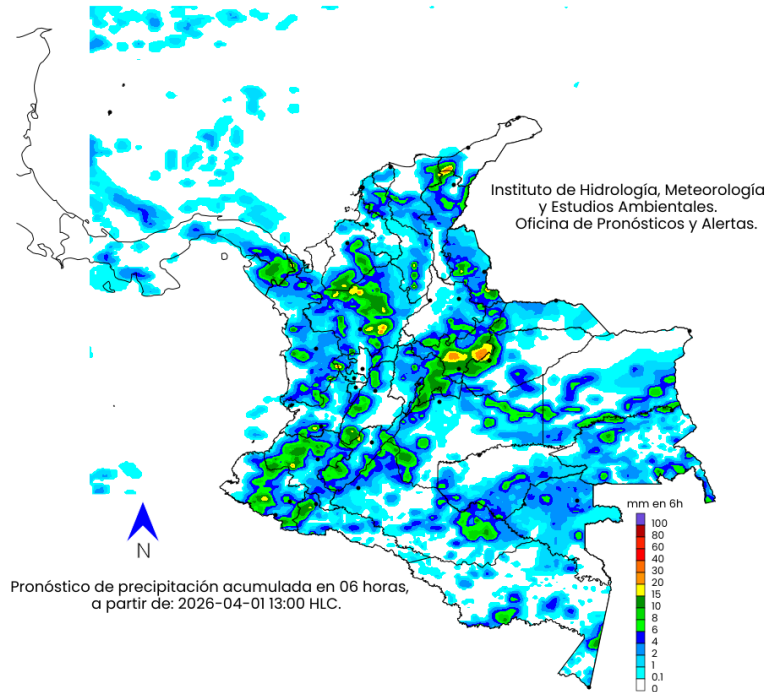 Instituto de Hidrología, Meteorología
y Estudios Ambientales.
Oficina de Pronósticos y Alertas.
mm en 6h
100
80
60
40
30
20
15
10
8
6
4
2
1
0.1
0
N
Pronóstico de precipitación acumulada en 06 horas,
a partir de: 2026-04-01 13:00 HLC.